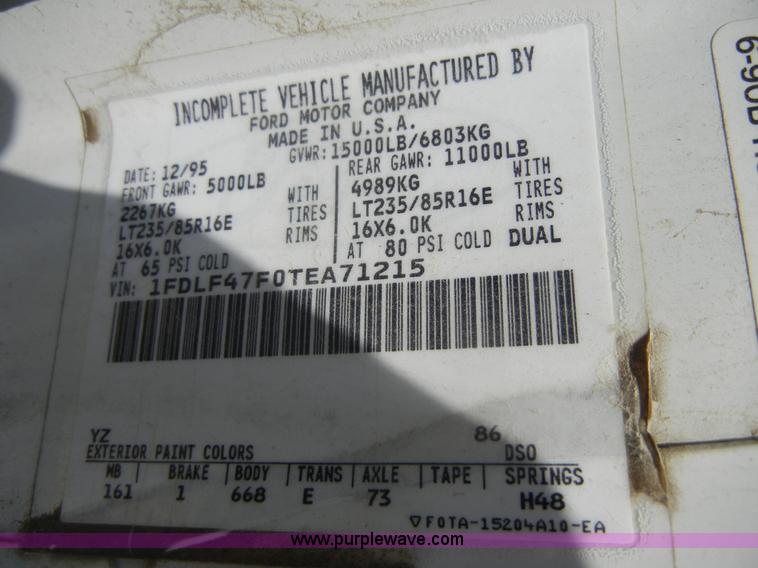 INCOMPLETE VEHICLE MANUFACTURED BY
FORD MOTOR COMPANY
MADE IN U.S.A.
DATE: 12/95 GVWR: 15000LB/6803KG
FRONT GAWR: 5000LB REAR GAWR: 11000LB
2267KG WITH 4989KG WITH
LT235/85R16E TIRES LT235/85R16E TIRES
16X6.0K RIMS 16X6.0K RIMS
AT 65 PSI COLD AT 80 PSI COLD DUAL
VIN: 1FDLF47F0TEA71215
YZ 86
EXTERIOR PAINT COLORS DSO
WB BRAKE BODY TRANS AXLE TAPE SPRINGS
161 1 668 E 73 H48
▽F0TA-15204A10-EA
www.purplewave.com